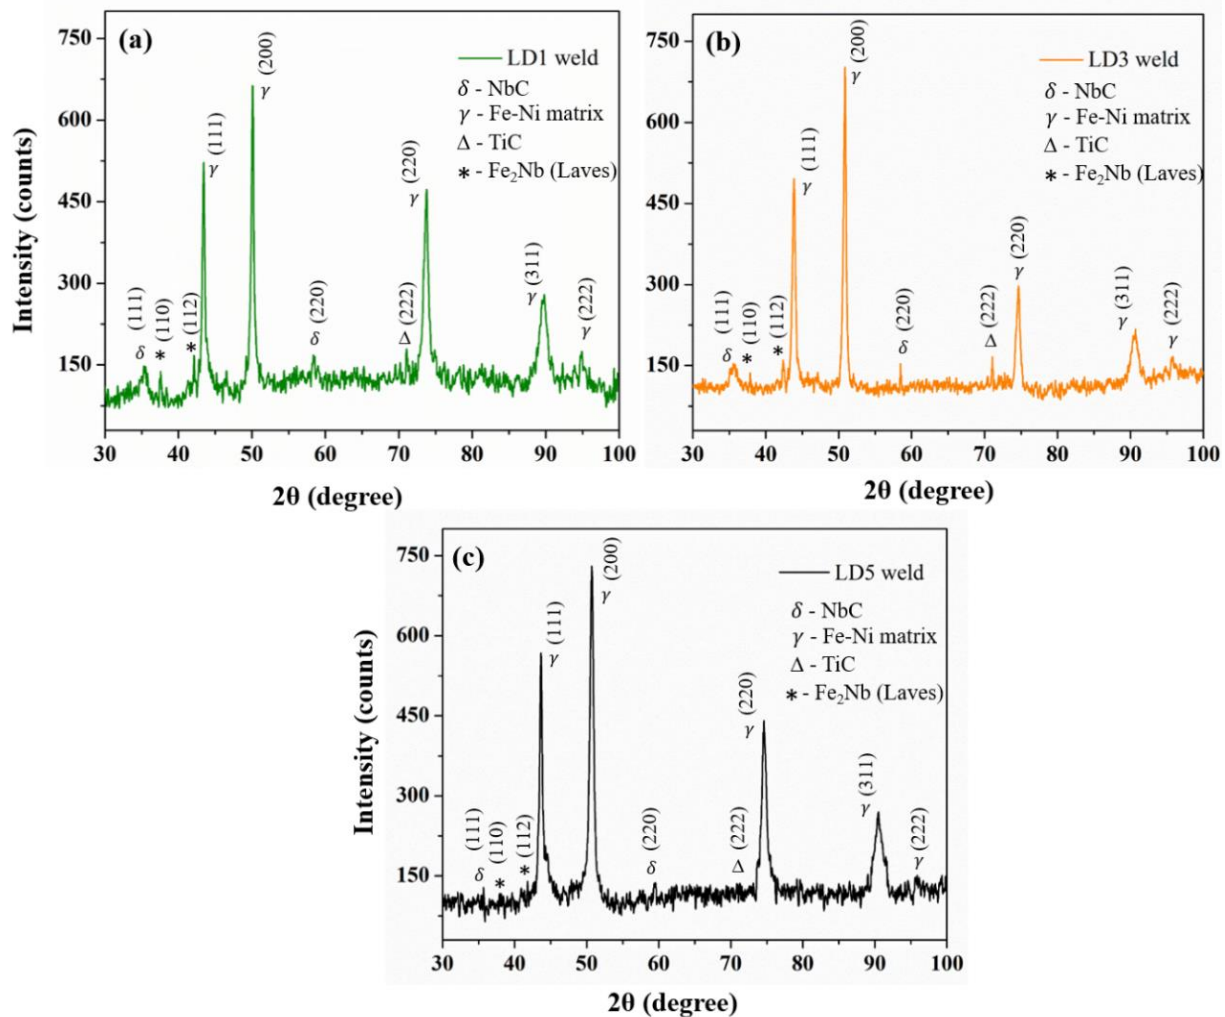 (a)
LD1 weld
δ - NbC
γ - Fe-Ni matrix
Δ - TiC
* - Fe₂Nb (Laves)
δ (111)
* (110)
* (112)
γ (111)
γ (200)
δ (220)
Δ (222)
γ (220)
γ (311)
γ (222)
750
600
450
300
150
30 40 50 60 70 80 90 100
Intensity (counts)
2θ (degree)
(b)
LD3 weld
δ - NbC
γ - Fe-Ni matrix
Δ - TiC
* - Fe₂Nb (Laves)
δ (111)
* (110)
* (112)
γ (111)
γ (200)
δ (220)
Δ (222)
γ (220)
γ (311)
γ (222)
750
600
450
300
150
30 40 50 60 70 80 90 100
2θ (degree)
(c)
LD5 weld
δ - NbC
γ - Fe-Ni matrix
Δ - TiC
* - Fe₂Nb (Laves)
δ (111)
* (110)
* (112)
γ (111)
γ (200)
δ (220)
Δ (222)
γ (220)
γ (311)
γ (222)
750
600
450
300
150
30 40 50 60 70 80 90 100
Intensity (counts)
2θ (degree)